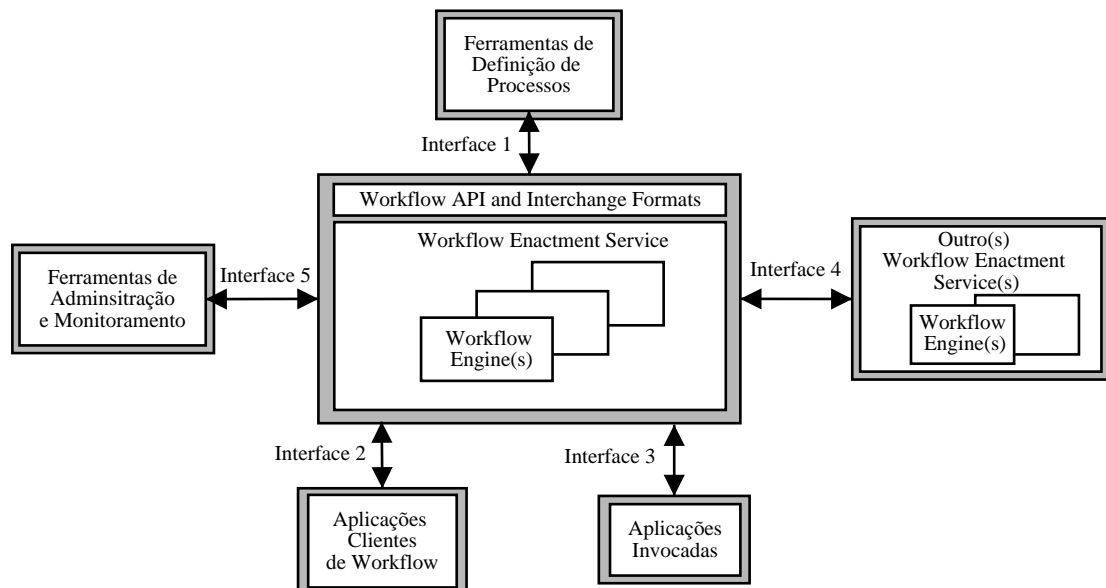 Ferramentas de
Definição de
Processos
Interface 1
Workflow API and Interchange Formats
Workflow Enactment Service
Workflow
Engine(s)
Ferramentas de
Adminsitração
e Monitoramento
Interface 5
Interface 4
Outro(s)
Workflow Enactment
Service(s)
Workflow
Engine(s)
Interface 2
Interface 3
Aplicações
Clientes
de Workflow
Aplicações
Invocadas